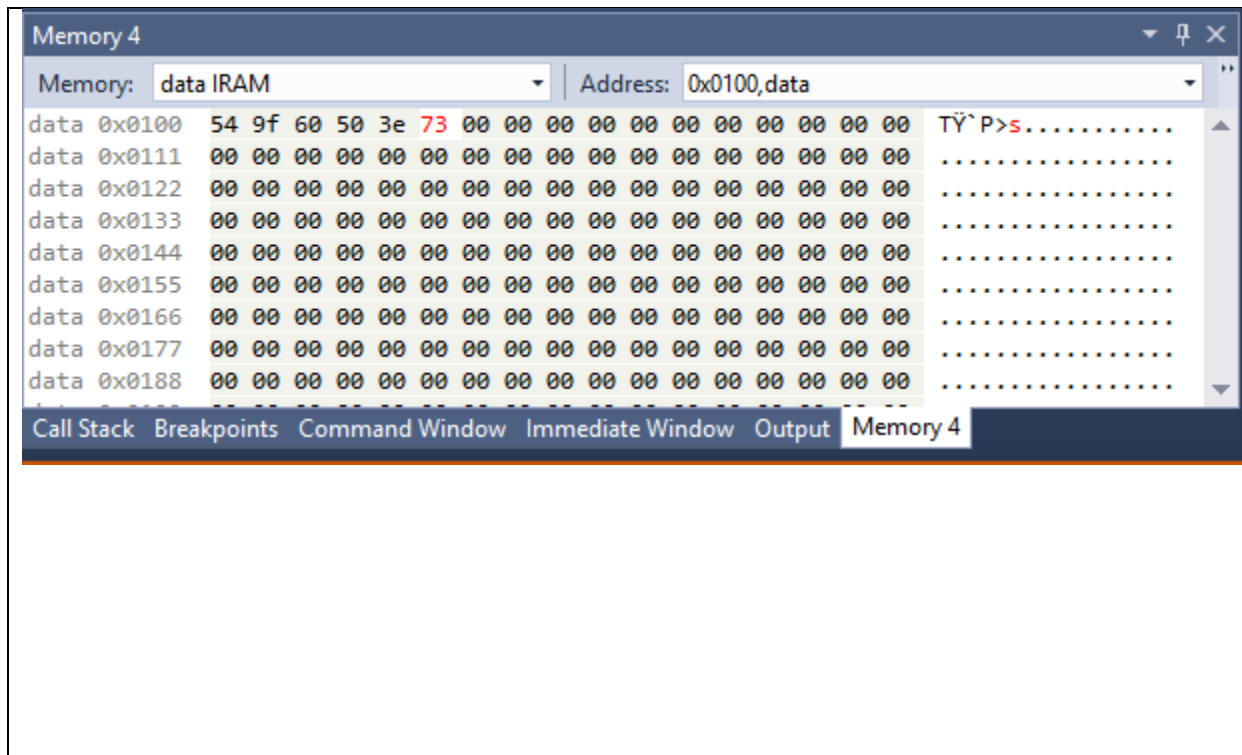 Memory 4
Memory: data IRAM Address: 0x0100,data
data 0x0100 54 9f 60 50 3e 73 00 00 00 00 00 00 00 00 00 00 00 TŸ`P>s...........
data 0x0111 00 00 00 00 00 00 00 00 00 00 00 00 00 00 00 00 00 .................
data 0x0122 00 00 00 00 00 00 00 00 00 00 00 00 00 00 00 00 00 .................
data 0x0133 00 00 00 00 00 00 00 00 00 00 00 00 00 00 00 00 00 .................
data 0x0144 00 00 00 00 00 00 00 00 00 00 00 00 00 00 00 00 00 .................
data 0x0155 00 00 00 00 00 00 00 00 00 00 00 00 00 00 00 00 00 .................
data 0x0166 00 00 00 00 00 00 00 00 00 00 00 00 00 00 00 00 00 .................
data 0x0177 00 00 00 00 00 00 00 00 00 00 00 00 00 00 00 00 00 .................
data 0x0188 00 00 00 00 00 00 00 00 00 00 00 00 00 00 00 00 00 .................
Call Stack Breakpoints Command Window Immediate Window Output Memory 4